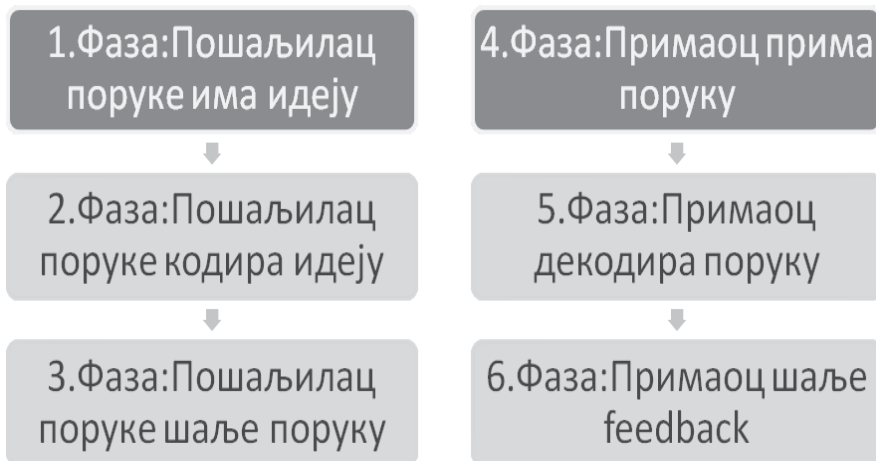 1.Фаза:Пошаљилац
поруке има идеју
2.Фаза:Пошаљилац
поруке кодира идеју
3.Фаза:Пошаљилац
поруке шаље поруку
4.Фаза:Примаоц прима
поруку
5.Фаза:Примаоц
декодира поруку
6.Фаза:Примаоц шаље
feedback